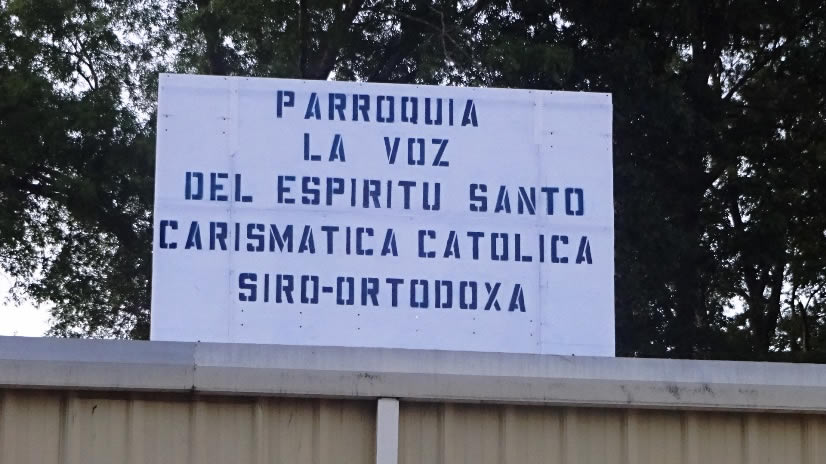 PARROQUIA
LA VOZ
DEL ESPIRITU SANTO
CARISMATICA CATOLICA
SIRO-ORTODOXA